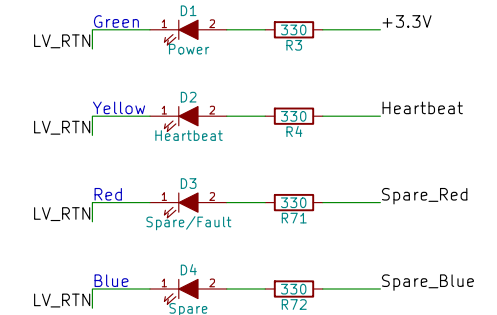 D1
Green 1 2 330 +3.3V
LV_RTN Power R3
D2
Yellow 1 2 330 Heartbeat
LV_RTN Heartbeat R4
D3
Red 1 2 330 Spare_Red
LV_RTN Spare/Fault R71
D4
Blue 1 2 330 Spare_Blue
LV_RTN Spare R72